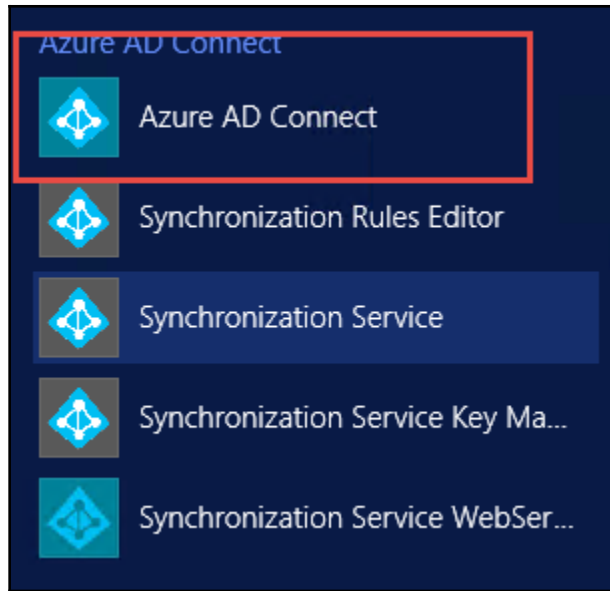 Azure AD Connect
Azure AD Connect
Synchronization Rules Editor
Synchronization Service
Synchronization Service Key Ma...
Synchronization Service WebSer...